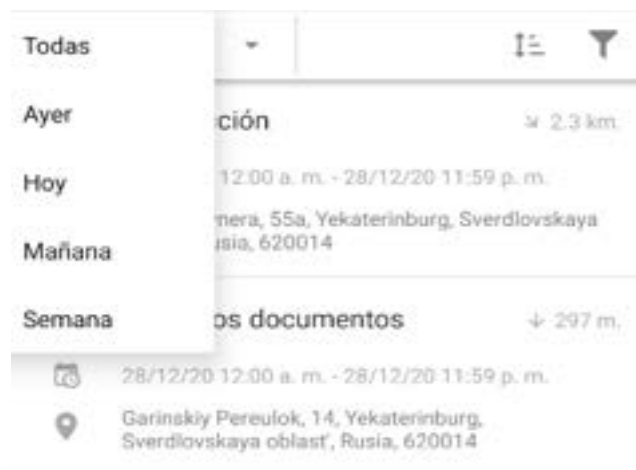 Todas
Ayer
ción
2.3 km.
Hoy
12:00 a. m. - 28/12/20 11:59 p. m.
55a, Yekaterinburg, Sverdlovskaya
Mañana
620014
Semana
os documentos
297 m.
28/12/20 12:00 a. m. - 28/12/20 11:59 p. m.
Garinskiy Pereulok, 14, Yekaterinburg,
Sverdlovskaya oblast', Rusia, 620014